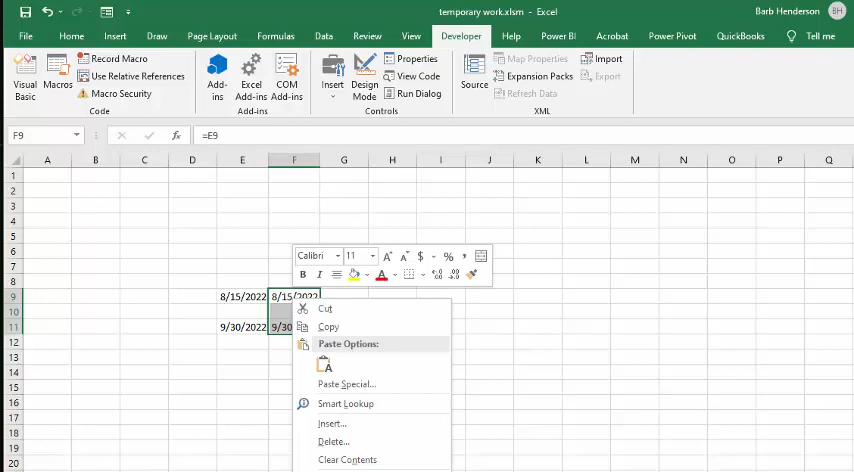 temporary work.xlsm - Excel
Barb Henderson BH
File Home Insert Draw Page Layout Formulas Data Review View Developer Help Power BI Acrobat Power Pivot QuickBooks Tell me
Visual Basic
Macros
Record Macro
Use Relative References
Macro Security
Code
Add-ins
Excel Add-ins
COM Add-ins
Add-ins
Insert
Design Mode
Properties
View Code
Run Dialog
Controls
Source
Map Properties
Expansion Packs
Refresh Data
Import
Export
XML
F9 fx =E9
A B C D E F G H I J K L M N O P Q
1
2
3
4
5
6
Calibri 11 A A $ % ,
7
B I A .00 .00
8
9 8/15/2022 8/15/2022
10
11 9/30/2022 9/30
12
13
14
15
16
17
18
19
20
Cut
Copy
Paste Options:
A
Paste Special...
Smart Lookup
Insert...
Delete...
Clear Contents